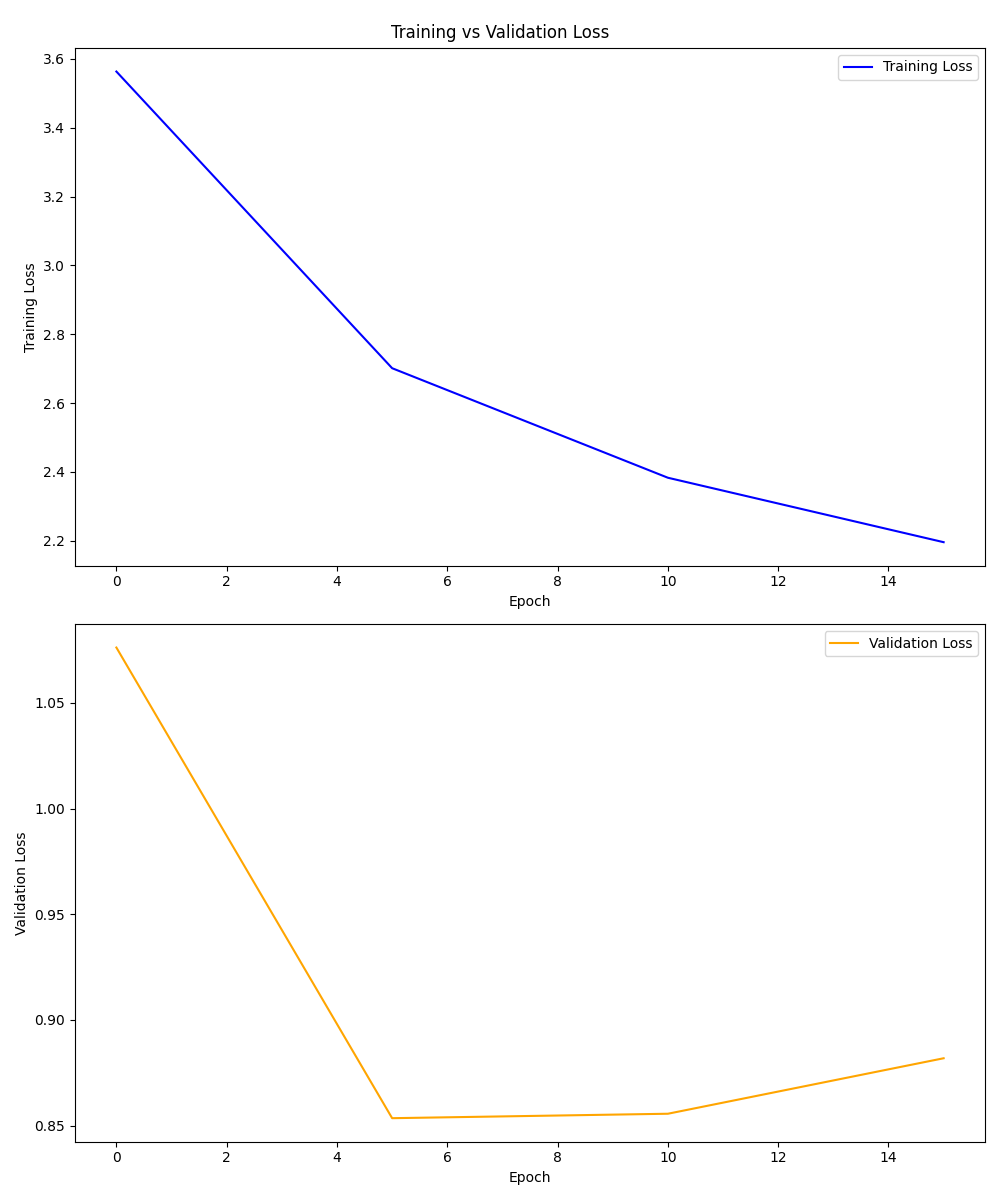 Training vs Validation Loss
Training Loss
3.6
3.4
3.2
3.0
2.8
2.6
2.4
2.2
Training Loss
0 2 4 6 8 10 12 14
Epoch
Validation Loss
1.05
1.00
0.95
0.90
0.85
Validation Loss
0 2 4 6 8 10 12 14
Epoch